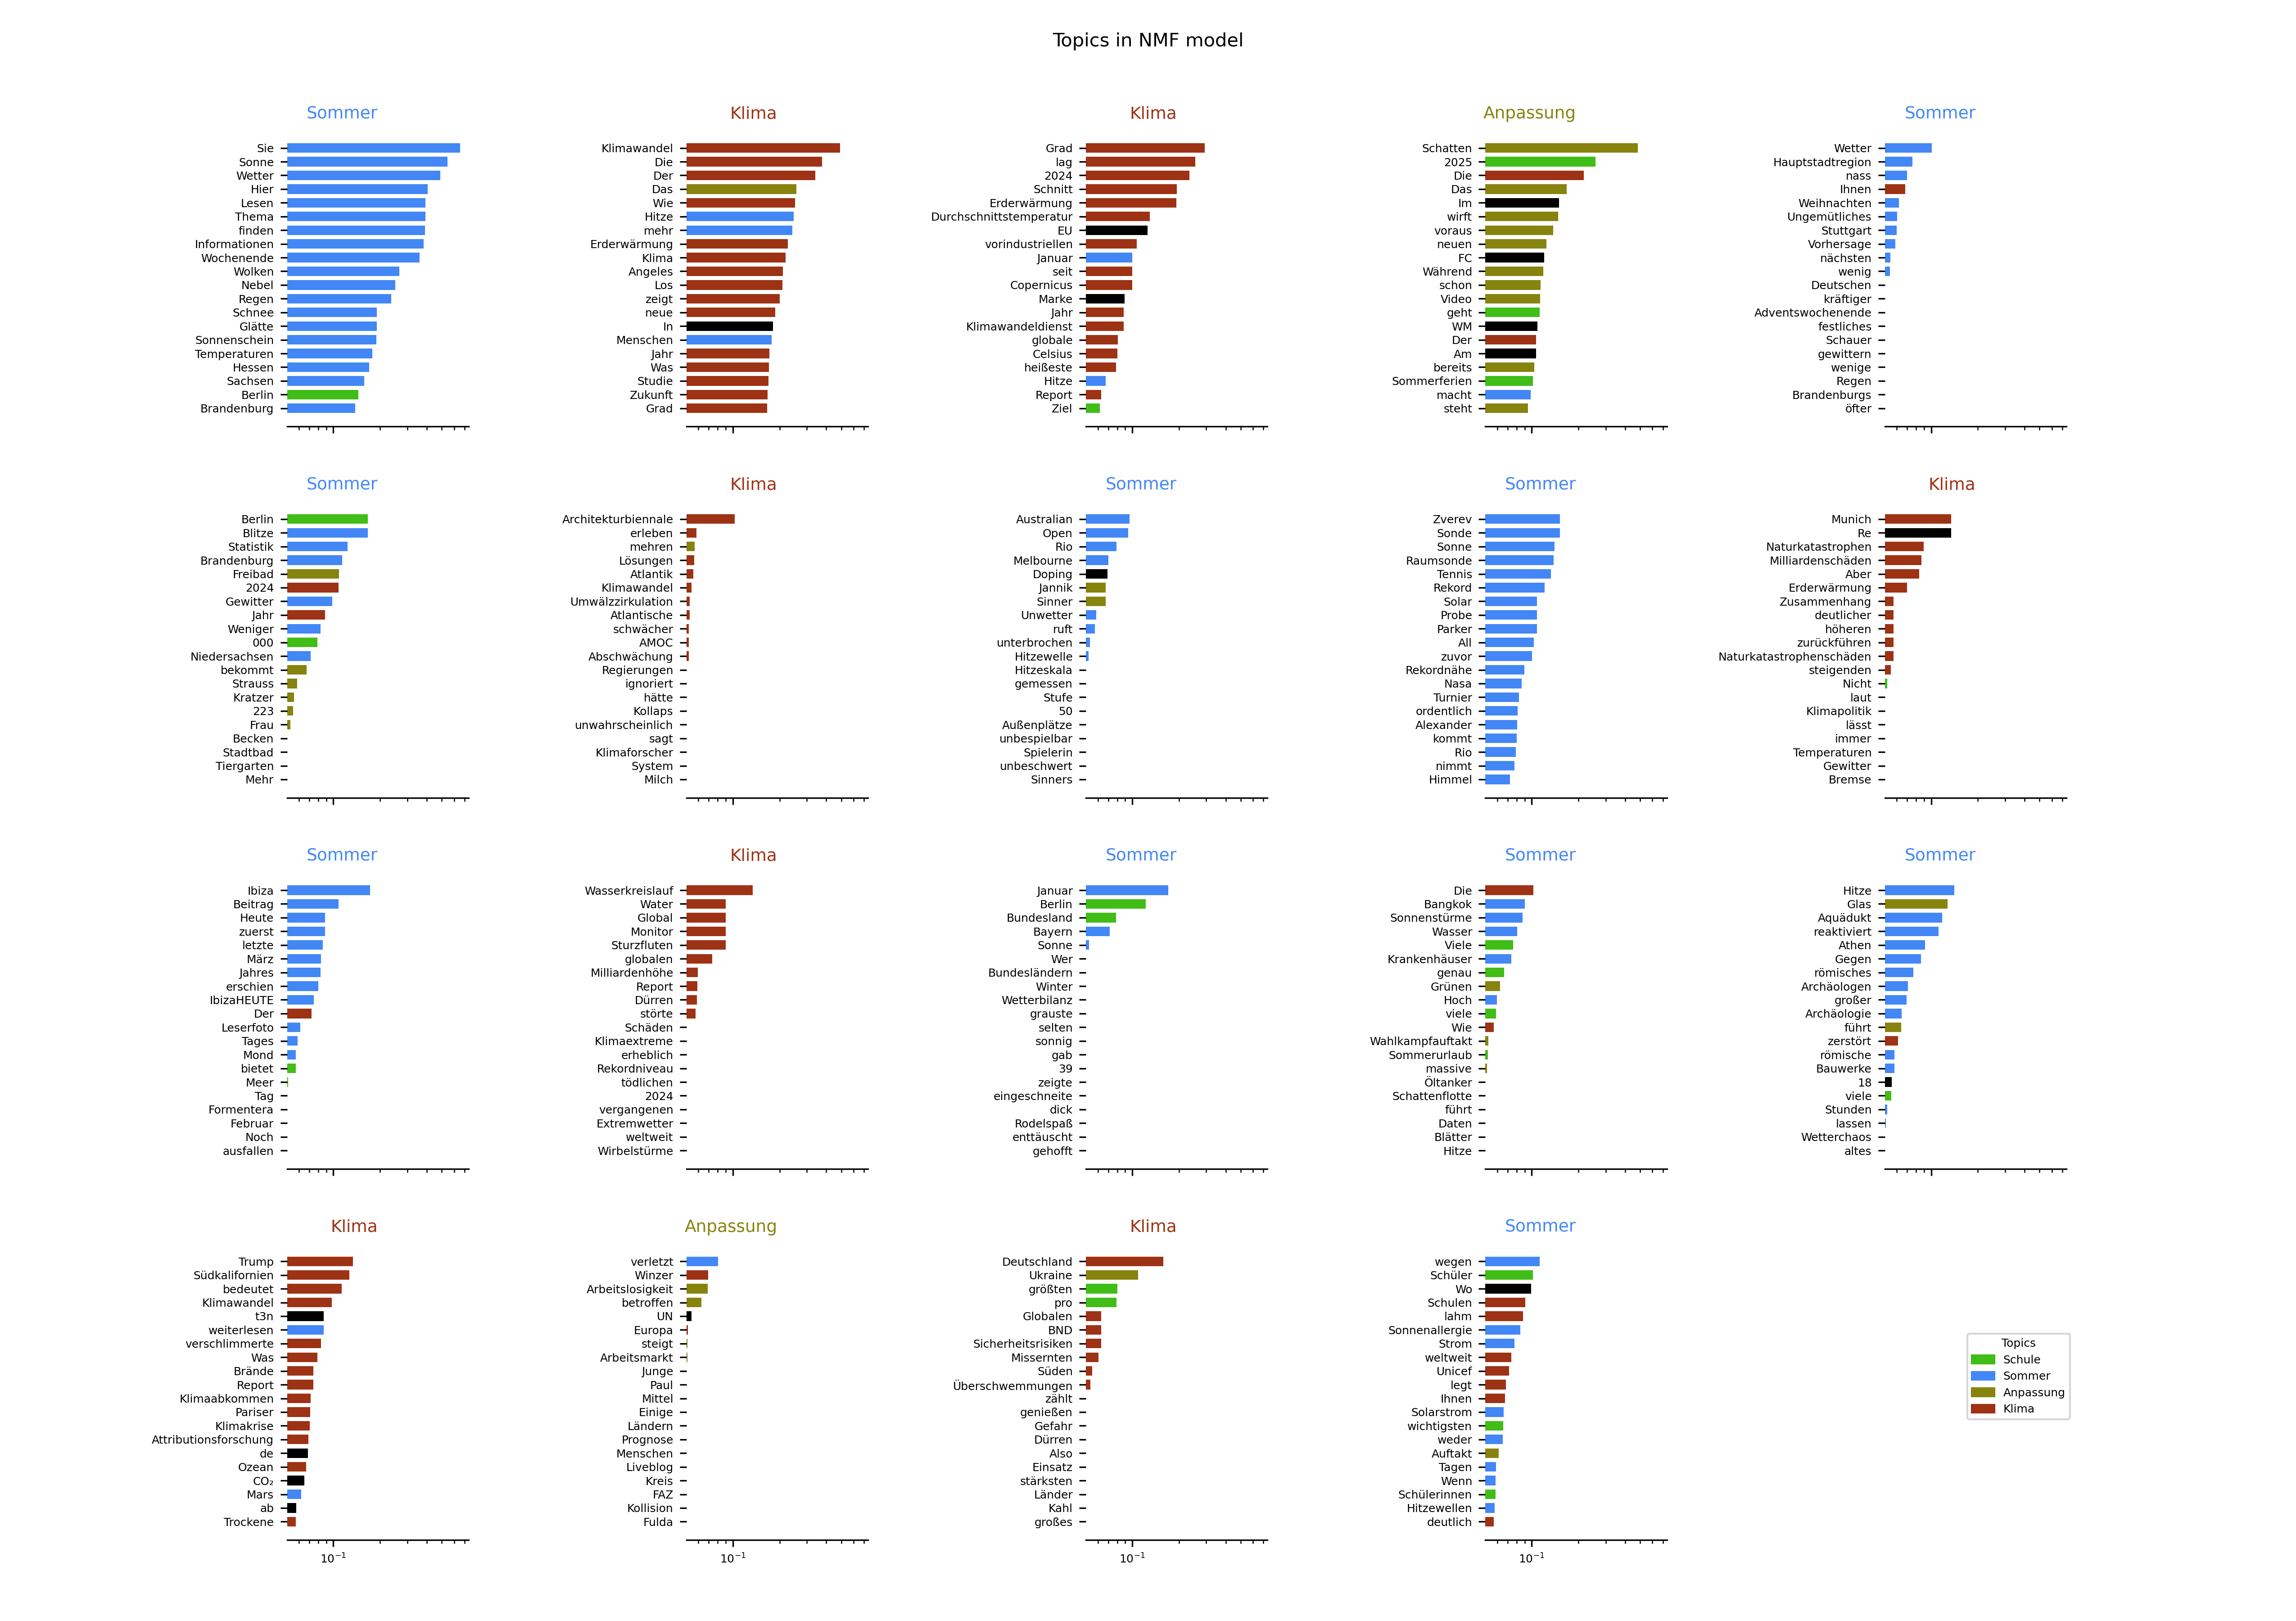 Topics in NMF model
Sommer
Sie
Sonne
Wetter
Hier
Lesen
Thema
finden
Informationen
Wochenende
Wolken
Nebel
Regen
Schnee
Glätte
Sonnenschein
Temperaturen
Hessen
Sachsen
Berlin
Brandenburg
Klima
Klimawandel
Die
Der
Das
Wie
Hitze
mehr
Erderwärmung
Klima
Angeles
Los
zeigt
neue
In
Menschen
Jahr
Was
Studie
Zukunft
Grad
Klima
Grad
lag
2024
Schnitt
Erderwärmung
Durchschnittstemperatur
EU
vorindustriellen
Januar
seit
Copernicus
Marke
Jahr
Klimawandeldienst
globale
Celsius
heißeste
Hitze
Report
Ziel
Anpassung
Schatten
2025
Die
Das
Im
wirft
voraus
neuen
FC
Während
schon
Video
geht
WM
Der
Am
bereits
Sommerferien
macht
steht
Sommer
Wetter
Hauptstadtregion
nass
Ihnen
Weihnachten
Ungemütliches
Stuttgart
Vorhersage
nächsten
wenig
Deutschen
kräftiger
Adventswochenende
festliches
Schauer
gewittern
wenige
Regen
Brandenburgs
öfter
Sommer
Berlin
Blitze
Statistik
Brandenburg
Freibad
2024
Gewitter
Jahr
Weniger
000
Niedersachsen
bekommt
Strauss
Kratzer
223
Frau
Becken
Stadtbad
Tiergarten
Mehr
Klima
Architekturbiennale
erleben
mehren
Lösungen
Atlantik
Klimawandel
Umwälzzirkulation
Atlantische
schwächer
AMOC
Abschwächung
Regierungen
ignoriert
hätte
Kollaps
unwahrscheinlich
sagt
Klimaforscher
System
Milch
Sommer
Australian
Open
Rio
Melbourne
Doping
Jannik
Sinner
Unwetter
ruft
unterbrochen
Hitzewelle
Hitzeskala
gemessen
Stufe
50
Außenplätze
unbespielbar
Spielerin
unbeschwert
Sinners
Sommer
Zverev
Sonde
Sonne
Raumsonde
Tennis
Rekord
Solar
Probe
Parker
All
zuvor
Rekordnähe
Nasa
Turnier
ordentlich
Alexander
kommt
Rio
nimmt
Himmel
Klima
Munich
Re
Naturkatastrophen
Milliardenschäden
Aber
Erderwärmung
Zusammenhang
deutlicher
höheren
zurückführen
Naturkatastrophenschäden
steigenden
Nicht
laut
Klimapolitik
lässt
immer
Temperaturen
Gewitter
Bremse
Sommer
Ibiza
Beitrag
Heute
zuerst
letzte
März
Jahres
erschien
IbizaHEUTE
Der
Leserfoto
Tages
Mond
bietet
Meer
Tag
Formentera
Februar
Noch
ausfallen
Klima
Wasserkreislauf
Water
Global
Monitor
Sturzfluten
globalen
Milliardenhöhe
Report
Dürren
störte
Schäden
Klimaextreme
erheblich
Rekordniveau
tödlichen
2024
vergangenen
Extremwetter
weltweit
Wirbelstürme
Sommer
Januar
Berlin
Bundesland
Bayern
Sonne
Wer
Bundesländern
Winter
Wetterbilanz
grauste
selten
sonnig
gab
39
zeigte
eingeschneite
dick
Rodelspaß
enttäuscht
gehofft
Sommer
Die
Bangkok
Sonnenstürme
Wasser
Viele
Krankenhäuser
genau
Grünen
Hoch
viele
Wie
Wahlkampfauftakt
Sommerurlaub
massive
Öltanker
Schattenflotte
führt
Daten
Blätter
Hitze
Sommer
Hitze
Glas
Aquädukt
reaktiviert
Athen
Gegen
römisches
Archäologen
großer
Archäologie
führt
zerstört
römische
Bauwerke
18
viele
Stunden
lassen
Wetterchaos
altes
Klima
Trump
Südkalifornien
bedeutet
Klimawandel
t3n
weiterlesen
verschlimmerte
Was
Brände
Report
Klimaabkommen
Pariser
Klimakrise
Attributionsforschung
de
Ozean
CO₂
Mars
ab
Trockene
10⁻¹
Anpassung
verletzt
Winzer
Arbeitslosigkeit
betroffen
UN
Europa
steigt
Arbeitsmarkt
Junge
Paul
Mittel
Einige
Ländern
Prognose
Menschen
Liveblog
Kreis
FAZ
Kollision
Fulda
10⁻¹
Klima
Deutschland
Ukraine
größten
pro
Globalen
BND
Sicherheitsrisiken
Missernten
Süden
Überschwemmungen
zählt
genießen
Gefahr
Dürren
Also
Einsatz
stärksten
Länder
Kahl
großes
10⁻¹
Sommer
wegen
Schüler
Wo
Schulen
lahm
Sonnenallergie
Strom
weltweit
Unicef
legt
Ihnen
Solarstrom
wichtigsten
weder
Auftakt
Tagen
Wenn
Schülerinnen
Hitzewellen
deutlich
10⁻¹
Topics
Schule
Sommer
Anpassung
Klima